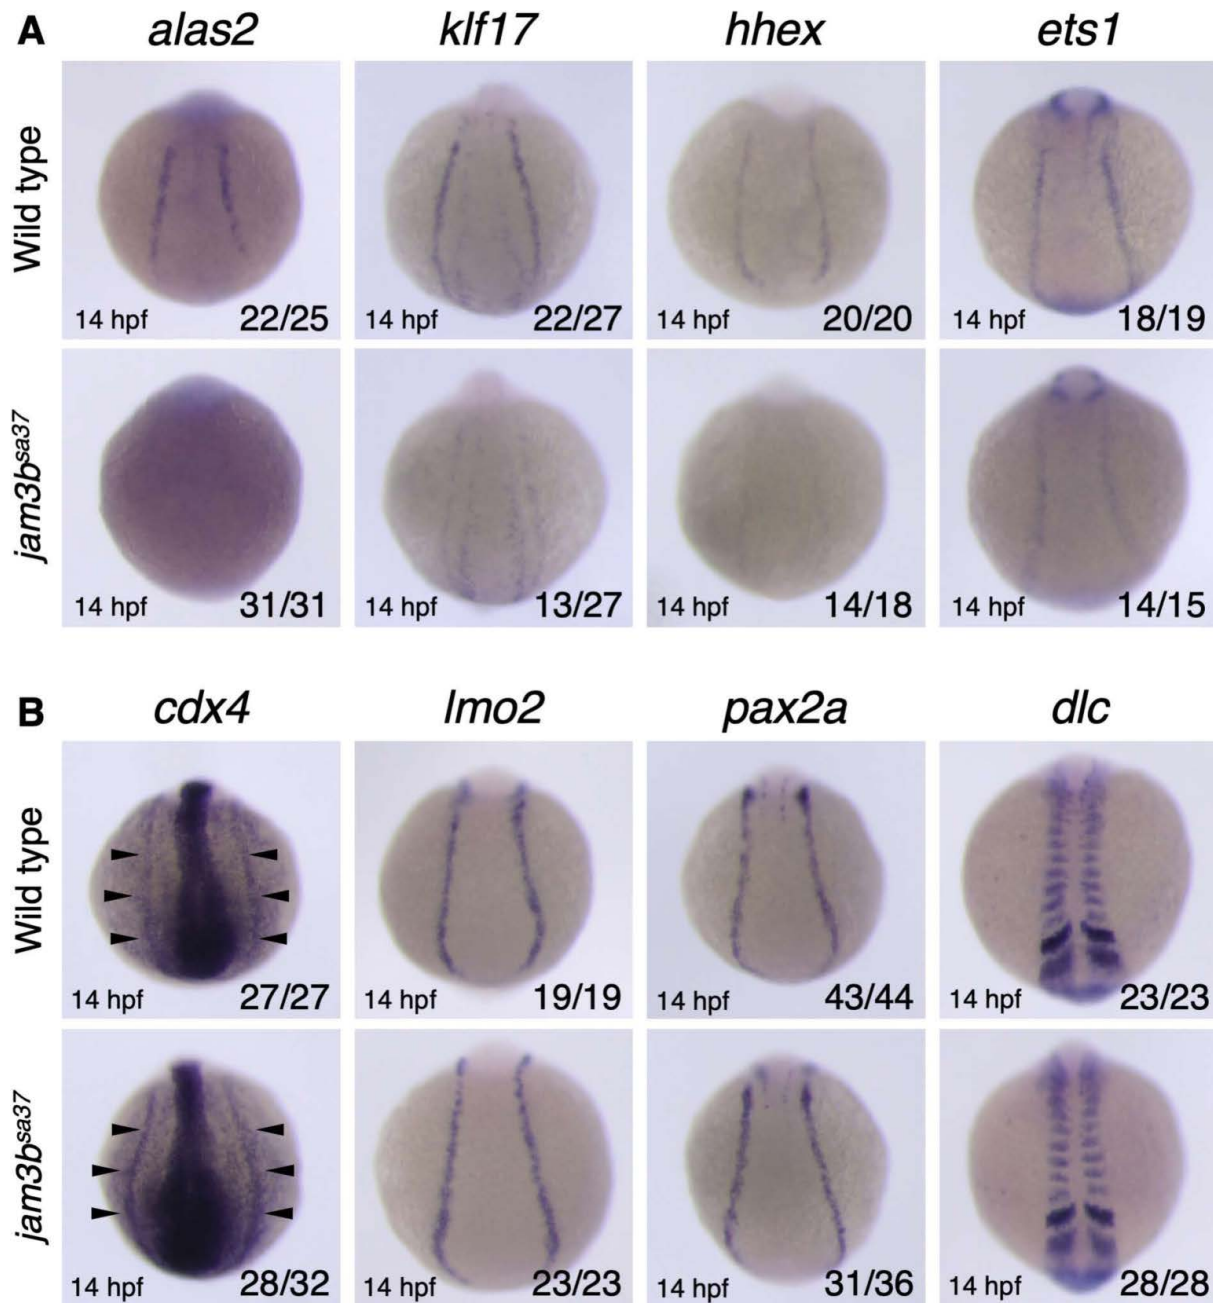 A alas2 klf17 hhex ets1
Wild type
14 hpf 22/25 14 hpf 22/27 14 hpf 20/20 14 hpf 18/19
jam3bsa37
14 hpf 31/31 14 hpf 13/27 14 hpf 14/18 14 hpf 14/15
B cdx4 lmo2 pax2a dlc
Wild type
14 hpf 27/27 14 hpf 19/19 14 hpf 43/44 14 hpf 23/23
jam3bsa37
14 hpf 28/32 14 hpf 23/23 14 hpf 31/36 14 hpf 28/28